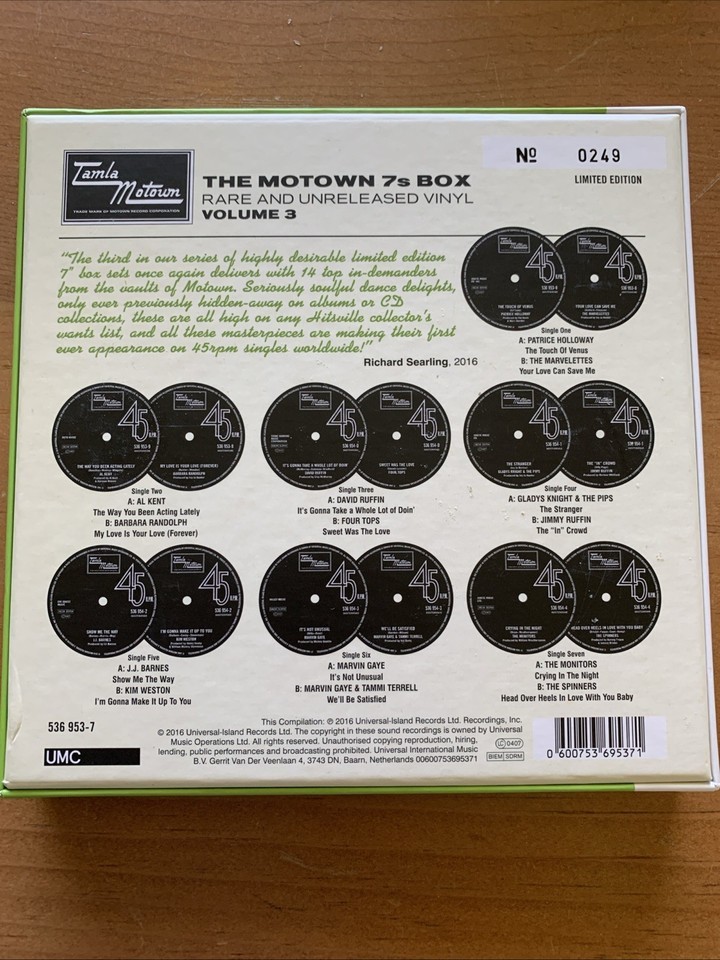 Tamla
Motown
TRADE MARK OF MOTOWN RECORD CORPORATION
THE MOTOWN 7s BOX
RARE AND UNRELEASED VINYL
VOLUME 3
Nº 0249
LIMITED EDITION
"The third in our series of highly desirable limited edition
7" box sets once again delivers with 14 top in-demanders
from the vaults of Motown. Seriously soulful dance delights,
only ever previously hidden-away on albums or CD
collections, these are all high on any Hitsville collector's
wants list, and all these masterpieces are making their first
ever appearance on 45rpm singles worldwide!"
Richard Searling, 2016
Single One
A: PATRICE HOLLOWAY
The Touch Of Venus
B: THE MARVELETTES
Your Love Can Save Me
Single Two
A: AL KENT
The Way You Been Acting Lately
B: BARBARA RANDOLPH
My Love Is Your Love (Forever)
Single Three
A: DAVID RUFFIN
It's Gonna Take a Whole Lot of Doin'
B: FOUR TOPS
Sweet Was The Love
Single Four
A: GLADYS KNIGHT & THE PIPS
The Stranger
B: JIMMY RUFFIN
The "In" Crowd
Single Five
A: J.J. BARNES
Show Me The Way
B: KIM WESTON
I'm Gonna Make It Up To You
Single Six
A: MARVIN GAYE
It's Not Unusual
B: MARVIN GAYE & TAMMI TERRELL
We'll Be Satisfied
Single Seven
A: THE MONITORS
Crying In The Night
B: THE SPINNERS
Head Over Heels In Love With You Baby
536 953-7
UMC
This Compilation: ℗ 2016 Universal-Island Records Ltd. Recordings, Inc.
© 2016 Universal-Island Records Ltd. The copyright in these sound recordings is owned by Universal
Music Operations Ltd. All rights reserved. Unauthorised copying reproduction, hiring,
lending, public performances and broadcasting prohibited. Universal International Music
B.V. Gerrit Van Der Veenlaan 4, 3743 DN, Baarn, Netherlands 00600753695371
LC 0407
BIEM SDRM
0 600753 695371